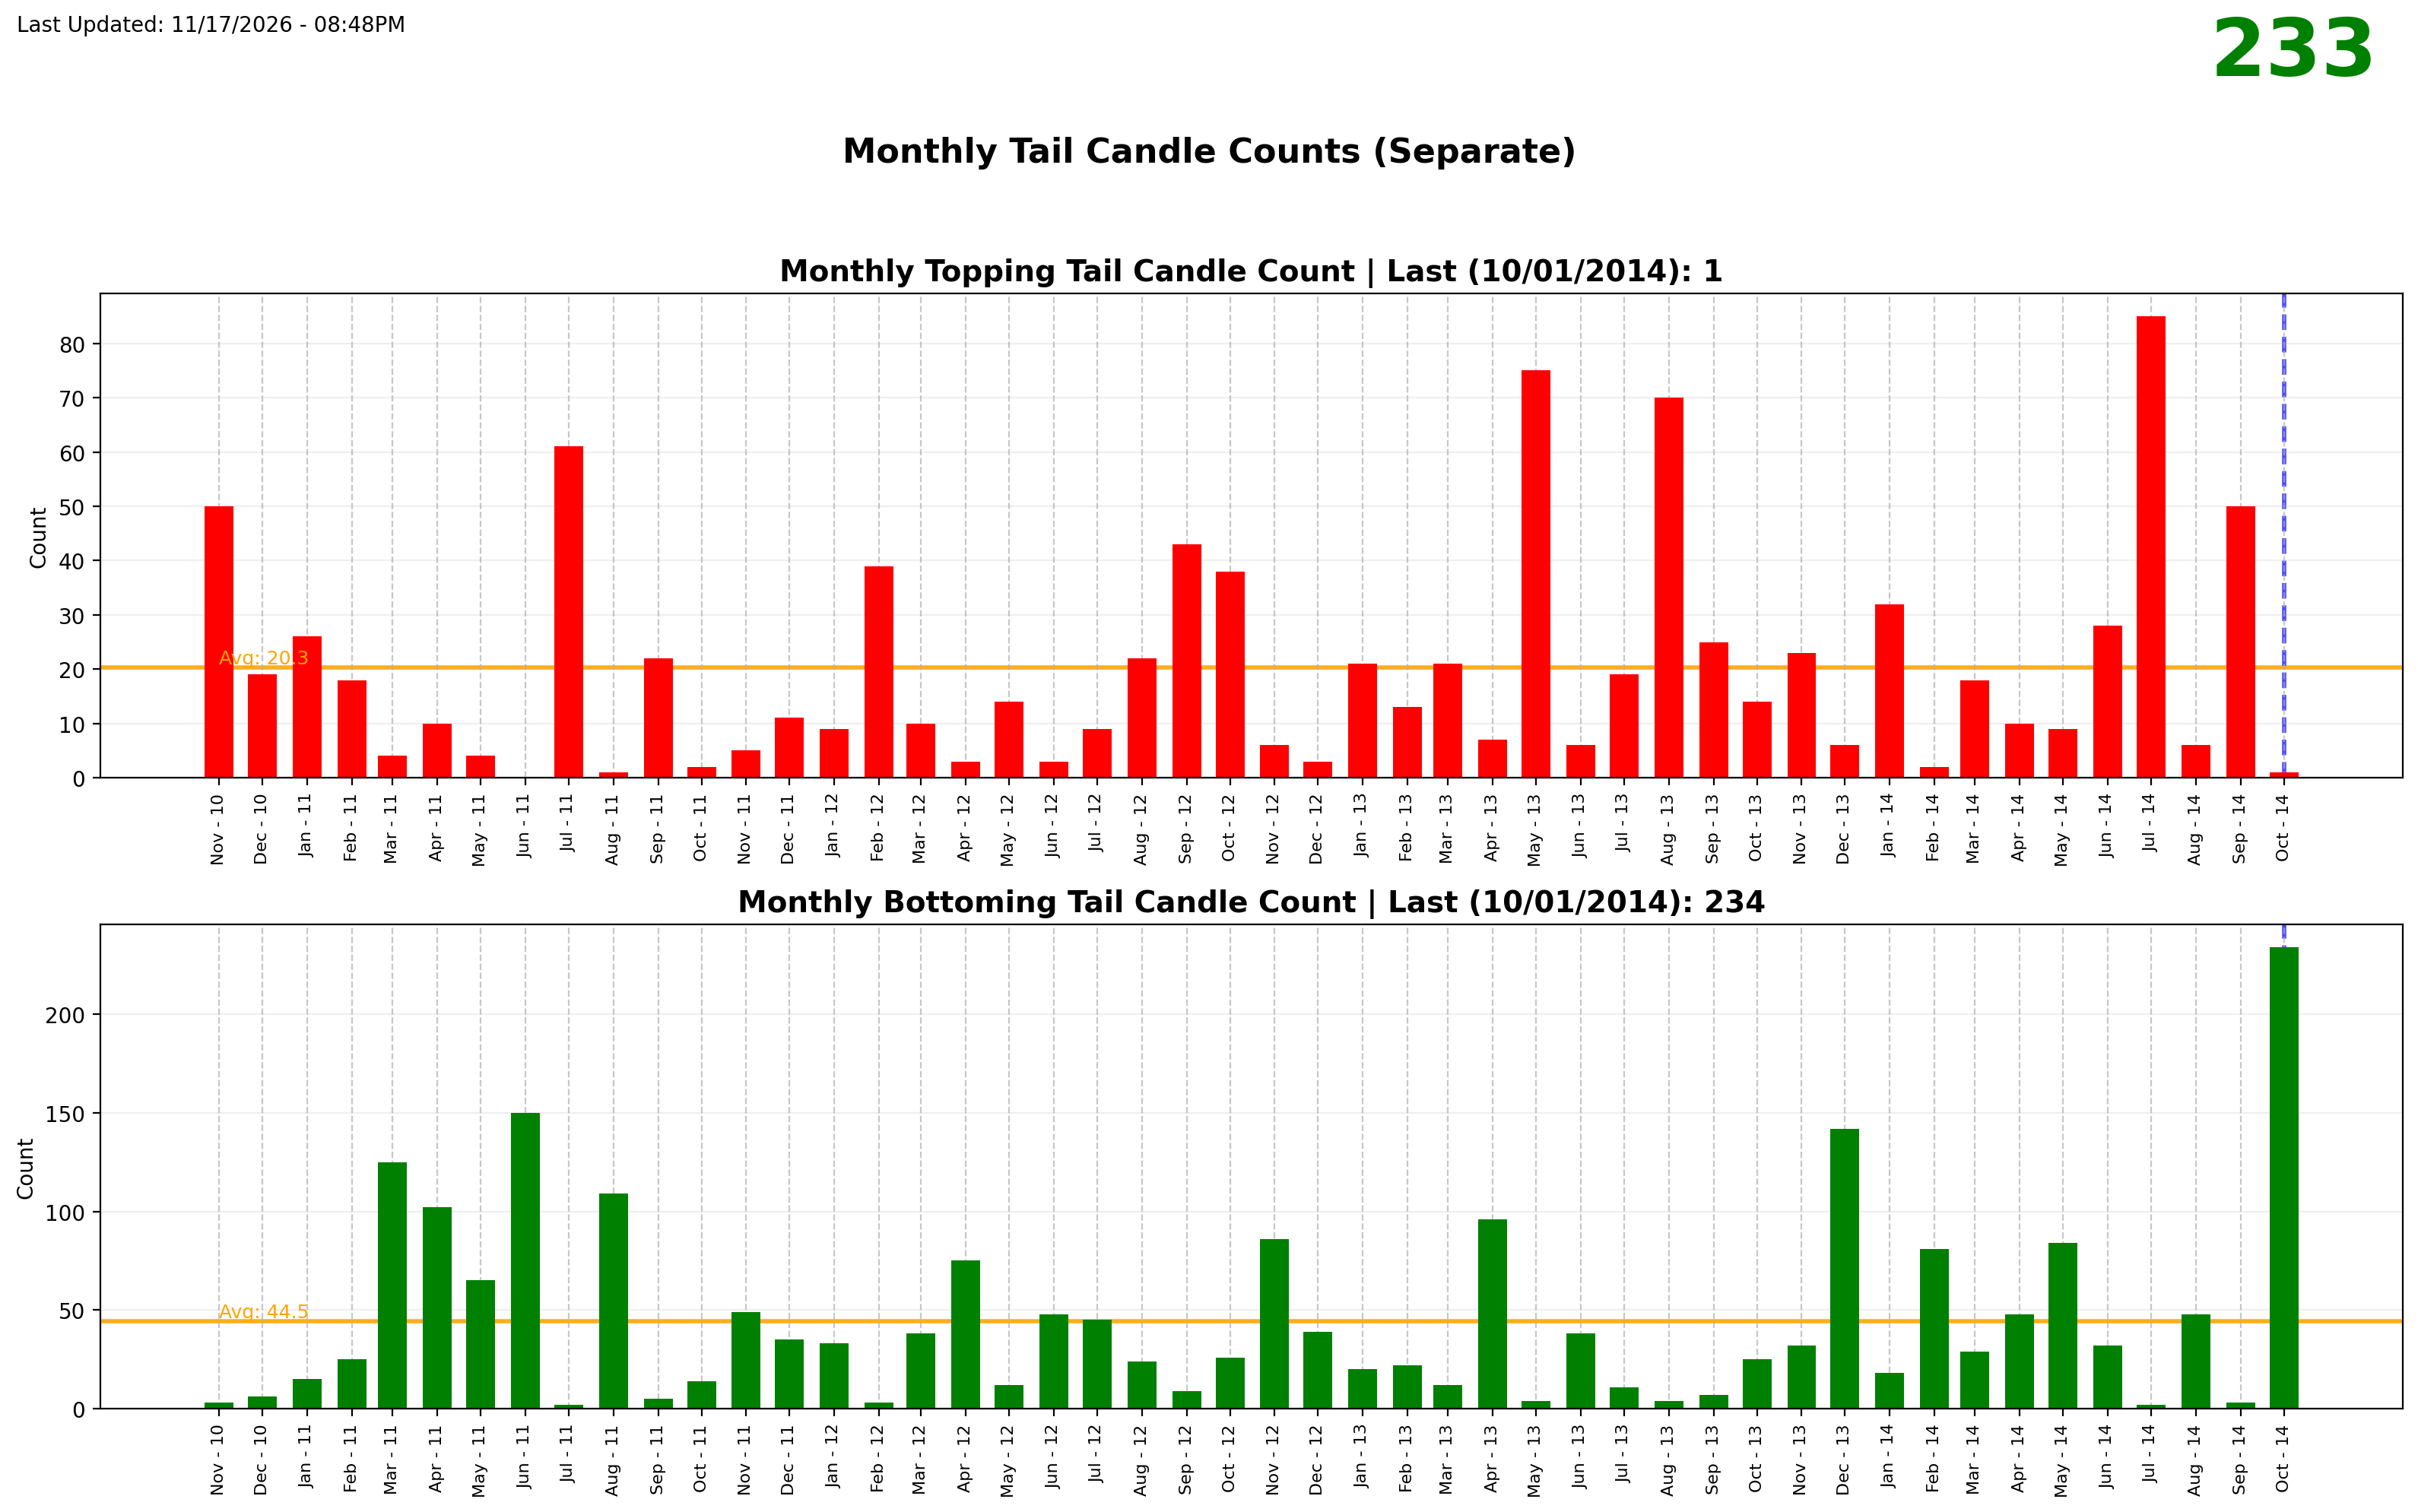 Last Updated: 11/17/2026 - 08:48PM
233
Monthly Tail Candle Counts (Separate)
Monthly Topping Tail Candle Count | Last (10/01/2014): 1
Count
80
70
60
50
40
30
20
10
0
Avg: 20.3
Nov - 10
Dec - 10
Jan - 11
Feb - 11
Mar - 11
Apr - 11
May - 11
Jun - 11
Jul - 11
Aug - 11
Sep - 11
Oct - 11
Nov - 11
Dec - 11
Jan - 12
Feb - 12
Mar - 12
Apr - 12
May - 12
Jun - 12
Jul - 12
Aug - 12
Sep - 12
Oct - 12
Nov - 12
Dec - 12
Jan - 13
Feb - 13
Mar - 13
Apr - 13
May - 13
Jun - 13
Jul - 13
Aug - 13
Sep - 13
Oct - 13
Nov - 13
Dec - 13
Jan - 14
Feb - 14
Mar - 14
Apr - 14
May - 14
Jun - 14
Jul - 14
Aug - 14
Sep - 14
Oct - 14
Monthly Bottoming Tail Candle Count | Last (10/01/2014): 234
Count
200
150
100
50
0
Avg: 44.5
Nov - 10
Dec - 10
Jan - 11
Feb - 11
Mar - 11
Apr - 11
May - 11
Jun - 11
Jul - 11
Aug - 11
Sep - 11
Oct - 11
Nov - 11
Dec - 11
Jan - 12
Feb - 12
Mar - 12
Apr - 12
May - 12
Jun - 12
Jul - 12
Aug - 12
Sep - 12
Oct - 12
Nov - 12
Dec - 12
Jan - 13
Feb - 13
Mar - 13
Apr - 13
May - 13
Jun - 13
Jul - 13
Aug - 13
Sep - 13
Oct - 13
Nov - 13
Dec - 13
Jan - 14
Feb - 14
Mar - 14
Apr - 14
May - 14
Jun - 14
Jul - 14
Aug - 14
Sep - 14
Oct - 14